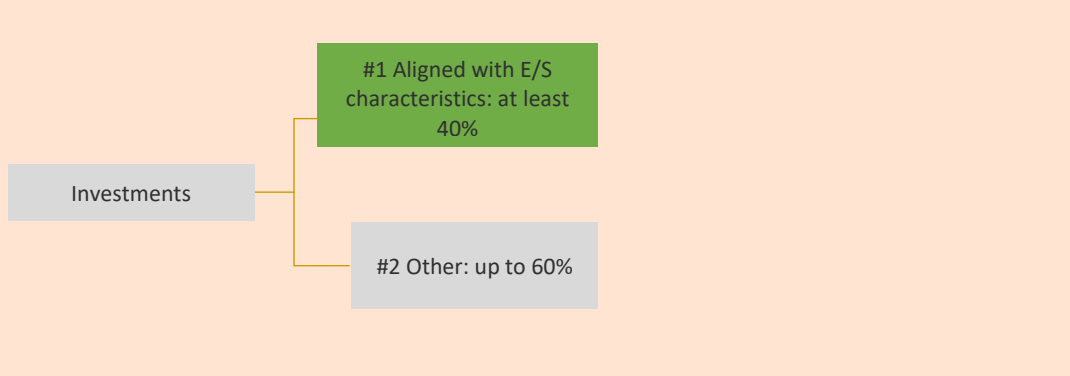 #1 Aligned with E/S
characteristics: at least
40%
Investments
#2 Other: up to 60%